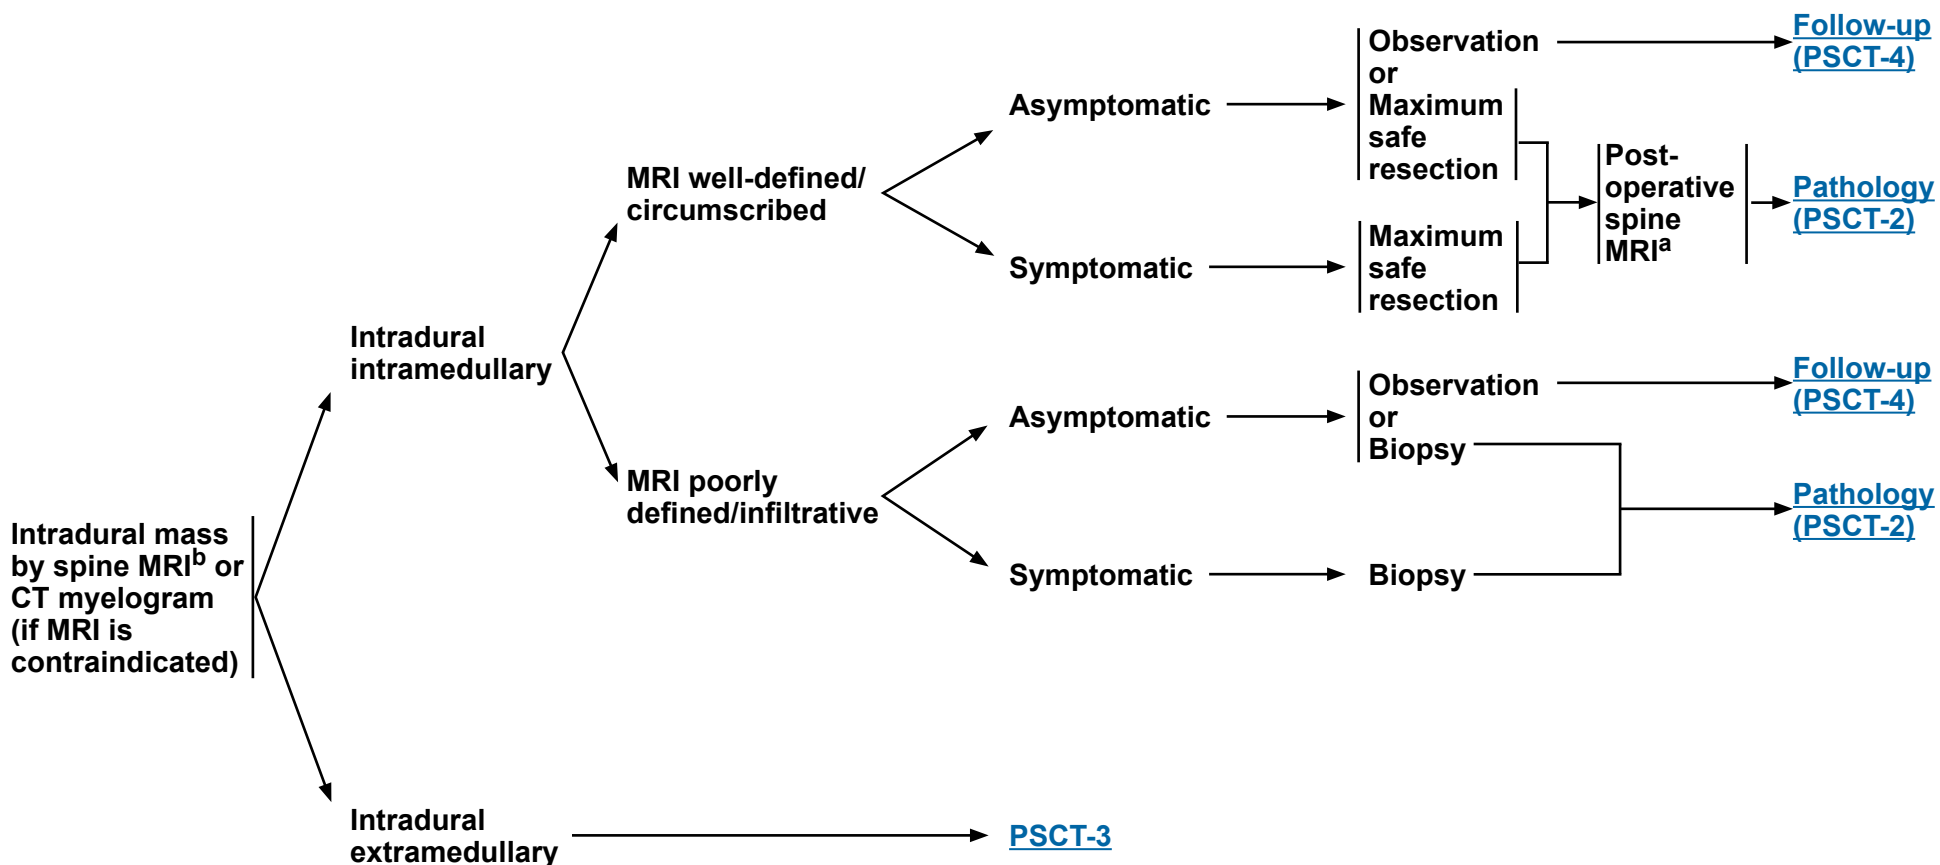 Intradural mass
by spine MRIb or
CT myelogram
(if MRI is
contraindicated)
Intradural
intramedullary
MRI well-defined/
circumscribed
Asymptomatic
Observation
or
Maximum
safe
resection
Follow-up
(PSCT-4)
Symptomatic
Maximum
safe
resection
Post-
operative
spine
MRIa
Pathology
(PSCT-2)
MRI poorly
defined/infiltrative
Asymptomatic
Observation
or
Biopsy
Follow-up
(PSCT-4)
Symptomatic
Biopsy
Pathology
(PSCT-2)
Intradural
extramedullary
PSCT-3